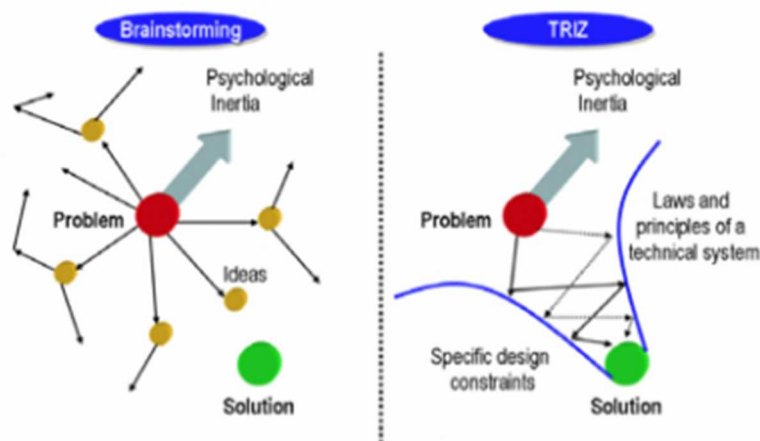 Brainstorming
Psychological
Inertia
Problem
Ideas
Solution
TRIZ
Psychological
Inertia
Problem
Laws and
principles of a
technical system
Specific design
constraints
Solution